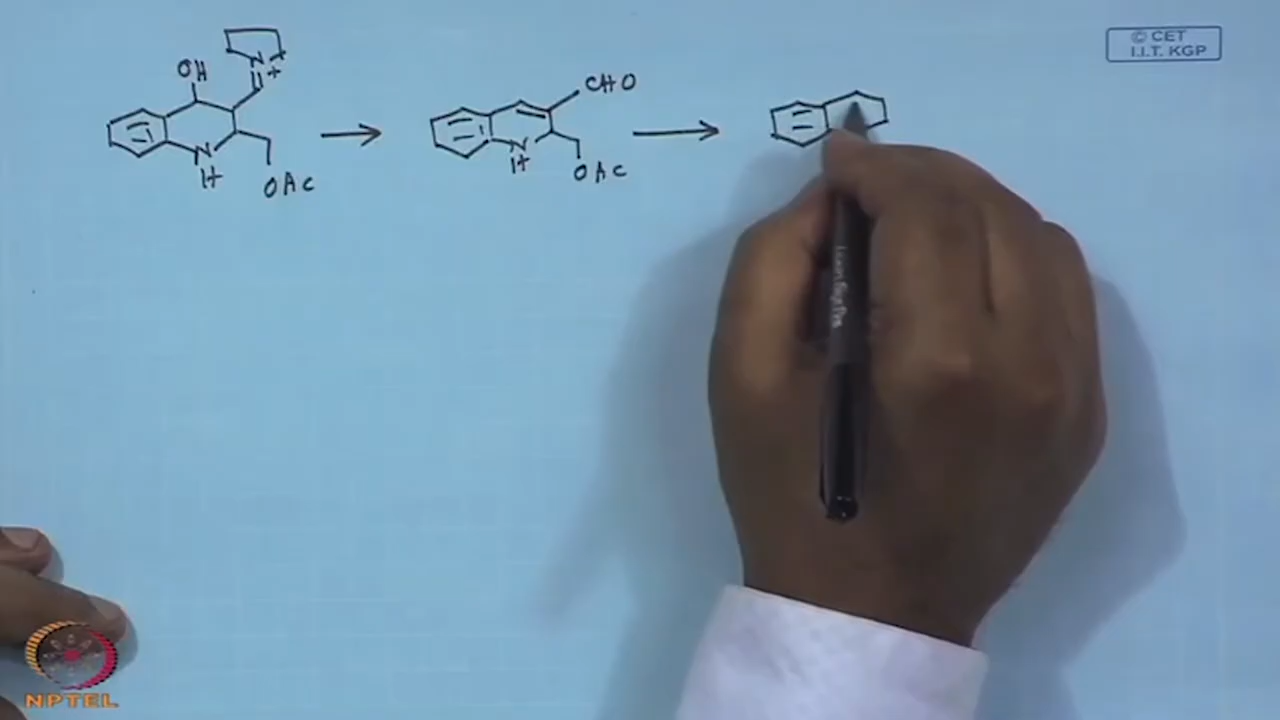 © CET
I.I.T. KGP
OH
N
+
N
H
OAc
CHO
N
H
OAc
NPTEL